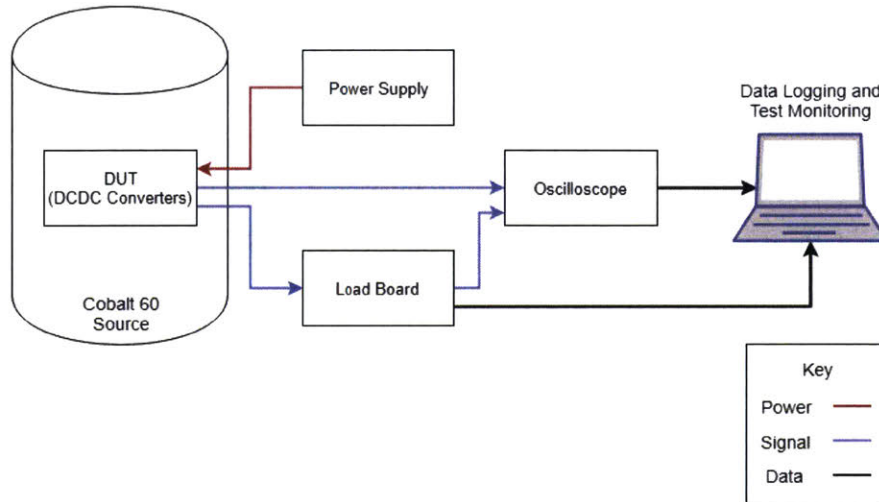 Power Supply
Data Logging and
Test Monitoring
DUT
(DCDC Converters)
Oscilloscope
Load Board
Cobalt 60
Source
Key
Power
Signal
Data